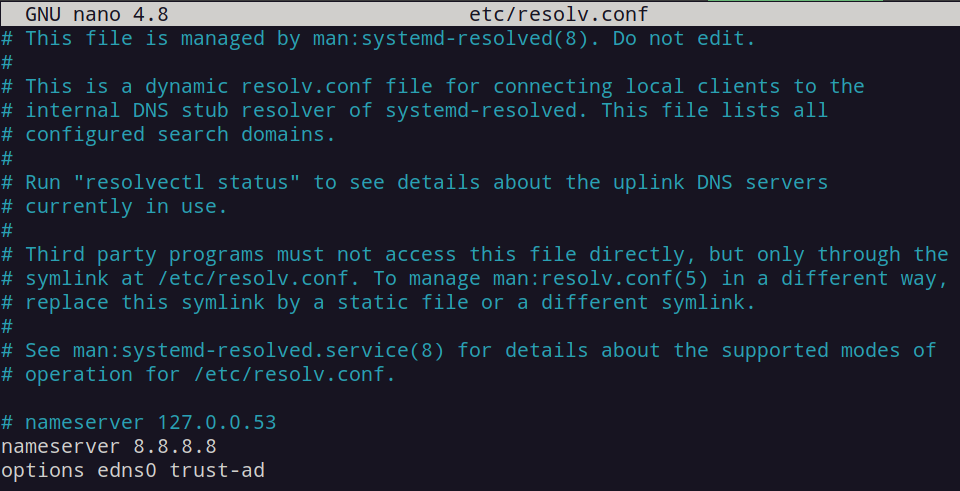 GNU nano 4.8 etc/resolv.conf
# This file is managed by man:systemd-resolved(8). Do not edit.
#
# This is a dynamic resolv.conf file for connecting local clients to the
# internal DNS stub resolver of systemd-resolved. This file lists all
# configured search domains.
#
# Run "resolvectl status" to see details about the uplink DNS servers
# currently in use.
#
# Third party programs must not access this file directly, but only through the
# symlink at /etc/resolv.conf. To manage man:resolv.conf(5) in a different way,
# replace this symlink by a static file or a different symlink.
#
# See man:systemd-resolved.service(8) for details about the supported modes of
# operation for /etc/resolv.conf.
# nameserver 127.0.0.53
nameserver 8.8.8.8
options edns0 trust-ad